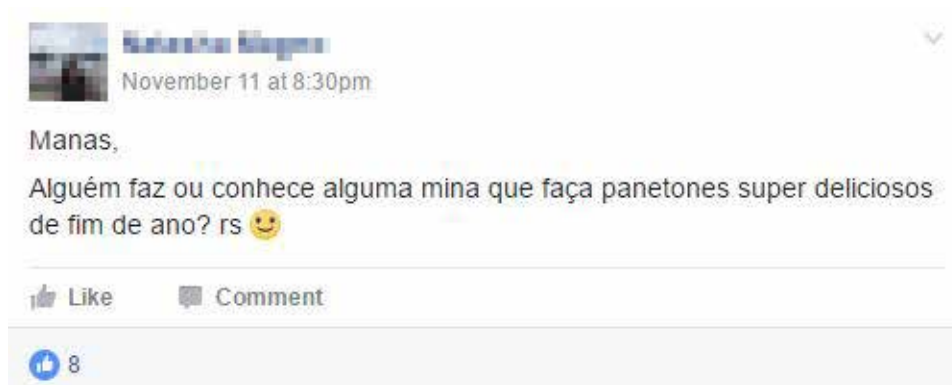 November 11 at 8:30pm
Manas,
Alguém faz ou conhece alguma mina que faça panetones super deliciosos
de fim de ano? rs
Like Comment
8